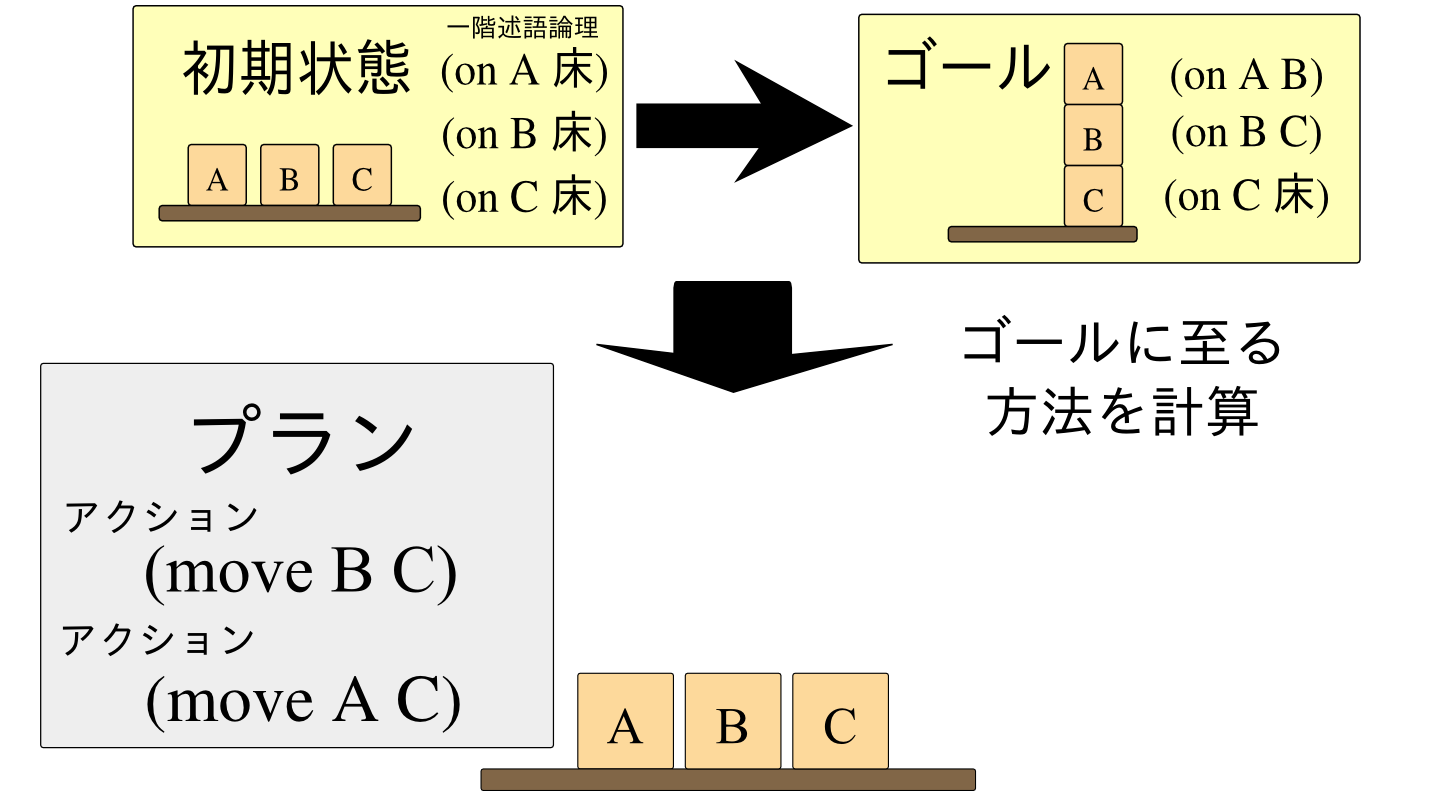 初期状態
一階述語論理
(on A 床)
(on B 床)
(on C 床)
A B C
ゴール
A
B
C
(on A B)
(on B C)
(on C 床)
ゴールに至る
方法を計算
プラン
アクション
(move B C)
アクション
(move A C)
A B C